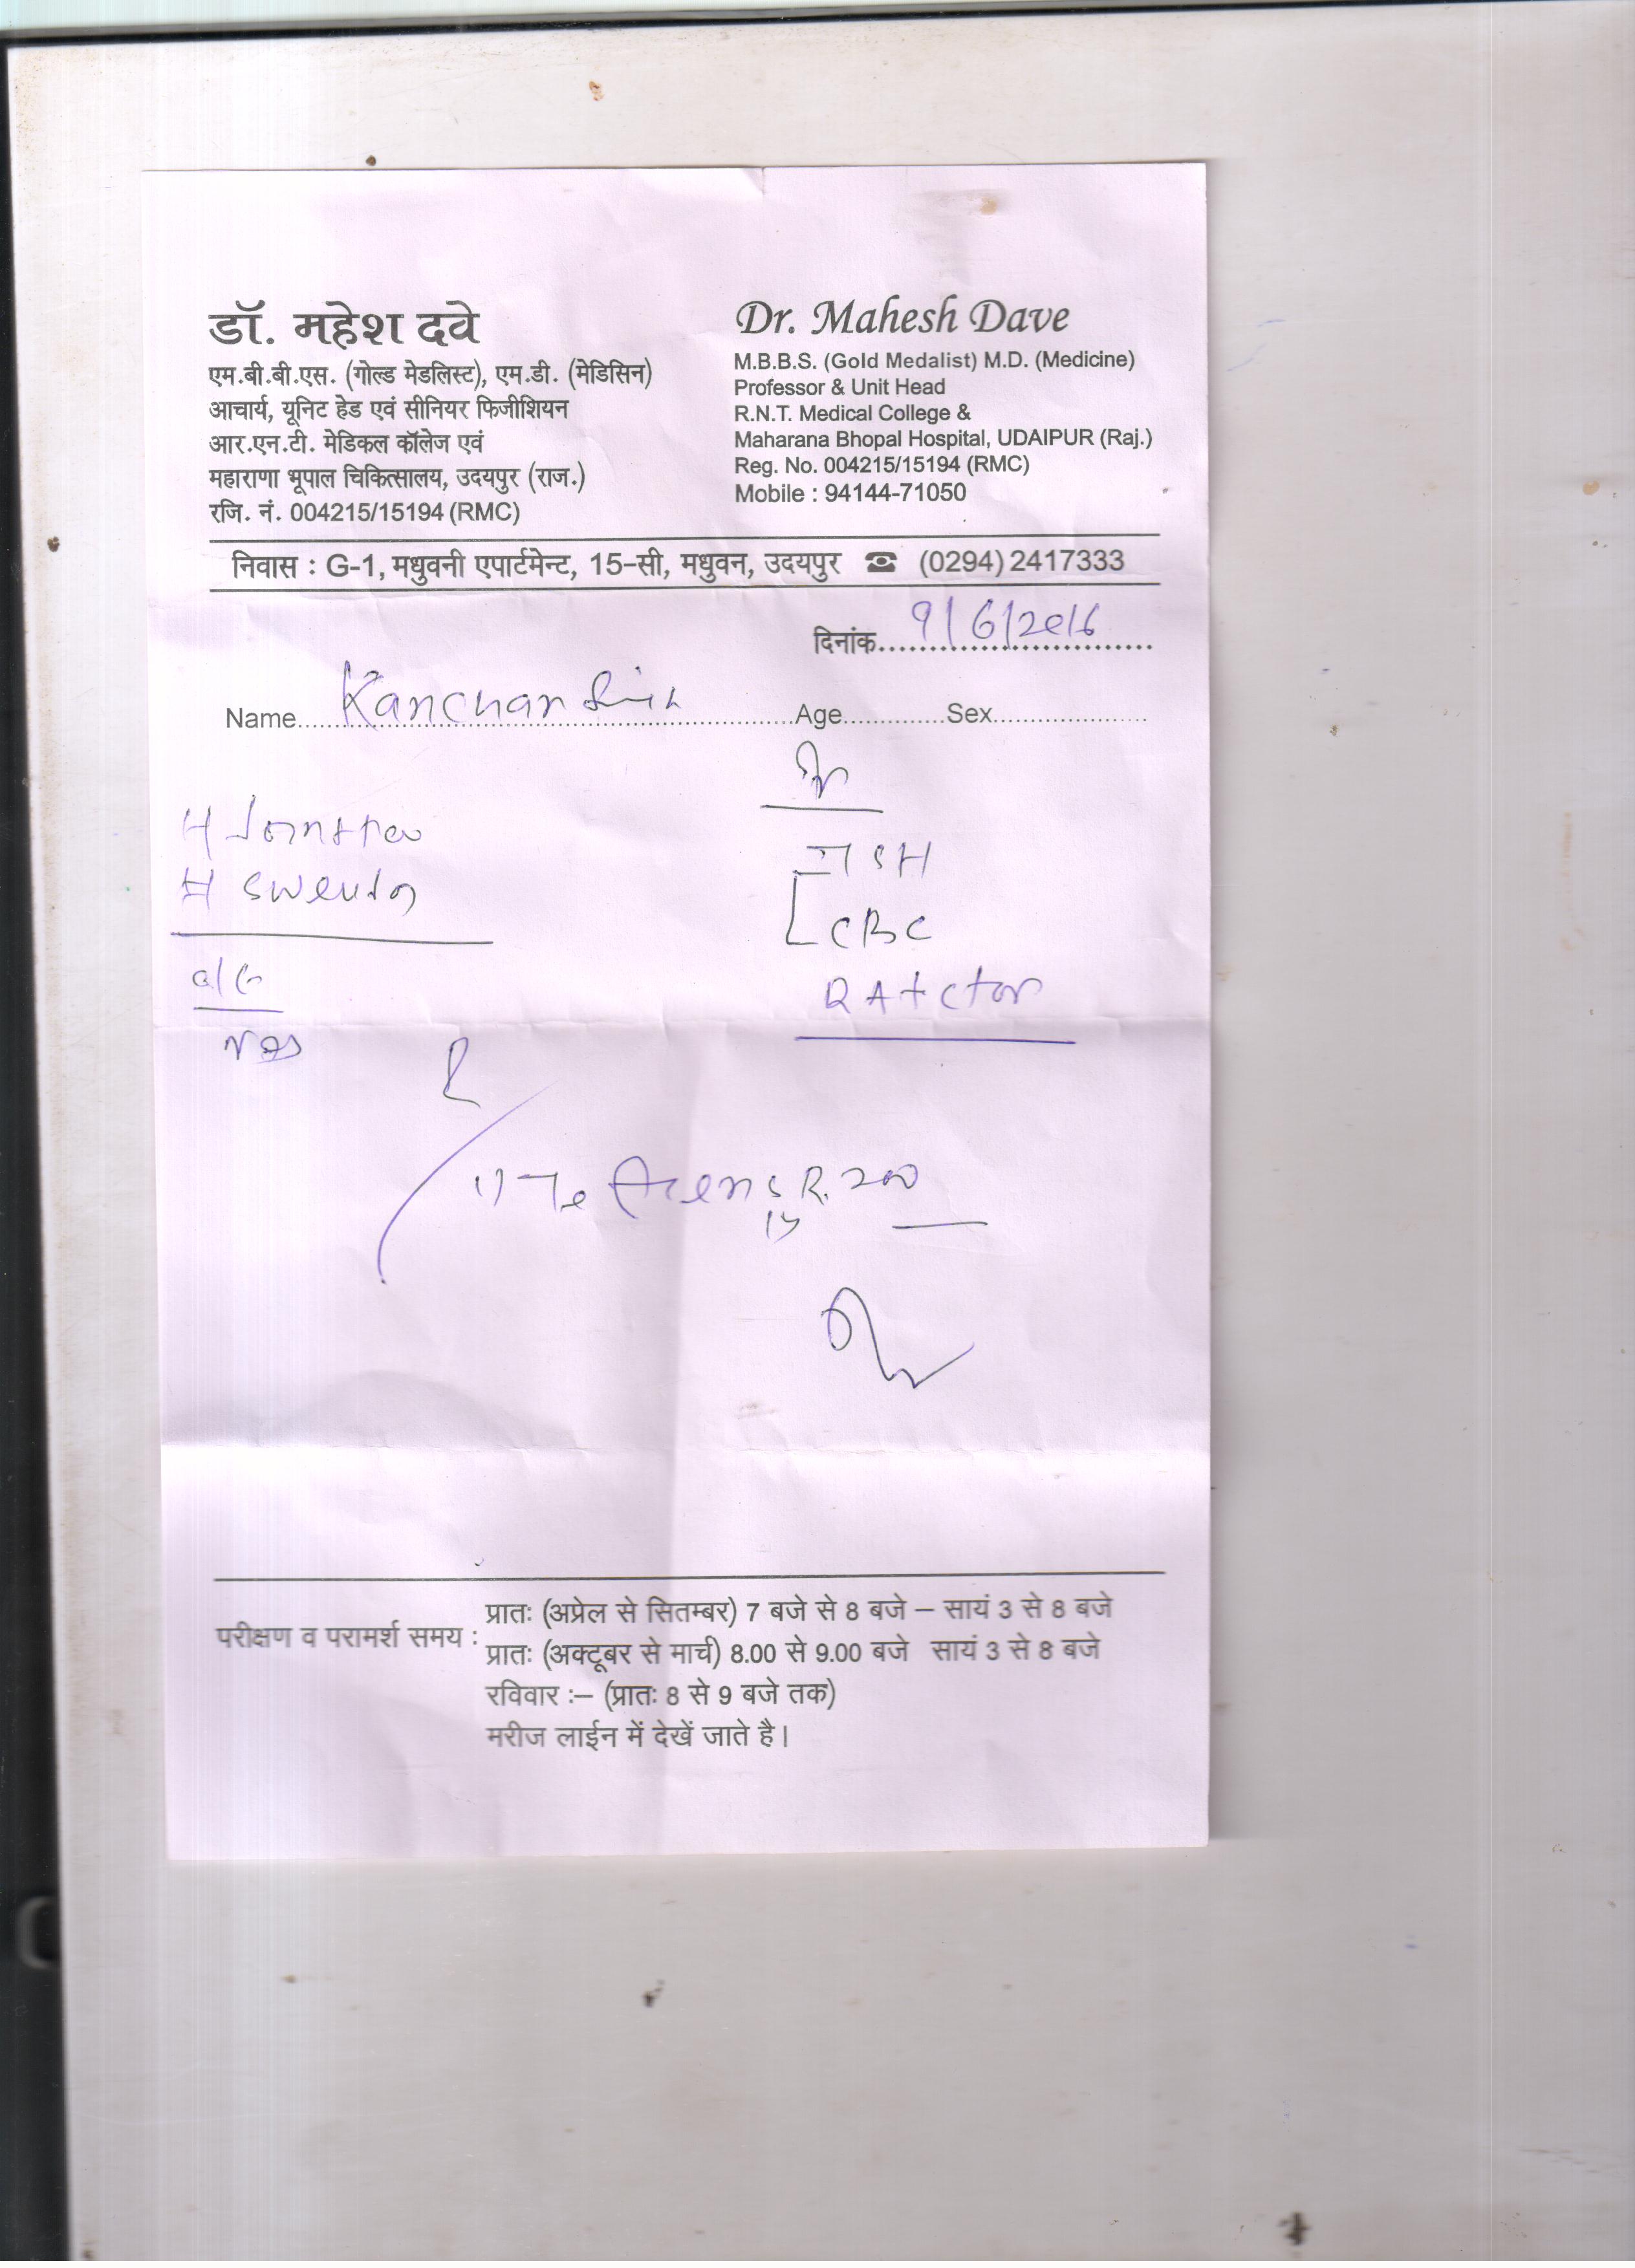 डॉ. महेश दवे
एम.बी.बी.एस. (गोल्ड मेडलिस्ट), एम.डी. (मेडिसिन)
आचार्य, यूनिट हेड एवं सीनियर फिजीशियन
आर.एन.टी. मेडिकल कॉलेज एवं
महाराणा भूपाल चिकित्सालय, उदयपुर (राज.)
रजि. नं. 004215/15194 (RMC)
Dr. Mahesh Dave
M.B.B.S. (Gold Medalist) M.D. (Medicine)
Professor & Unit Head
R.N.T. Medical College &
Maharana Bhopal Hospital, UDAIPUR (Raj.)
Reg. No. 004215/15194 (RMC)
Mobile : 94144-71050
निवास : G-1, मधुवनी एपार्टमेन्ट, 15-सी, मधुवन, उदयपुर ☎ (0294) 2417333
दिनांक 9/6/2016
Name Kanchan Age Sex
TSH
CBC
R. 200
परीक्षण व परामर्श समय : प्रातः (अप्रेल से सितम्बर) 7 बजे से 8 बजे – सायं 3 से 8 बजे
प्रातः (अक्टूबर से मार्च) 8.00 से 9.00 बजे सायं 3 से 8 बजे
रविवार :– (प्रातः 8 से 9 बजे तक)
मरीज लाईन में देखें जाते है।